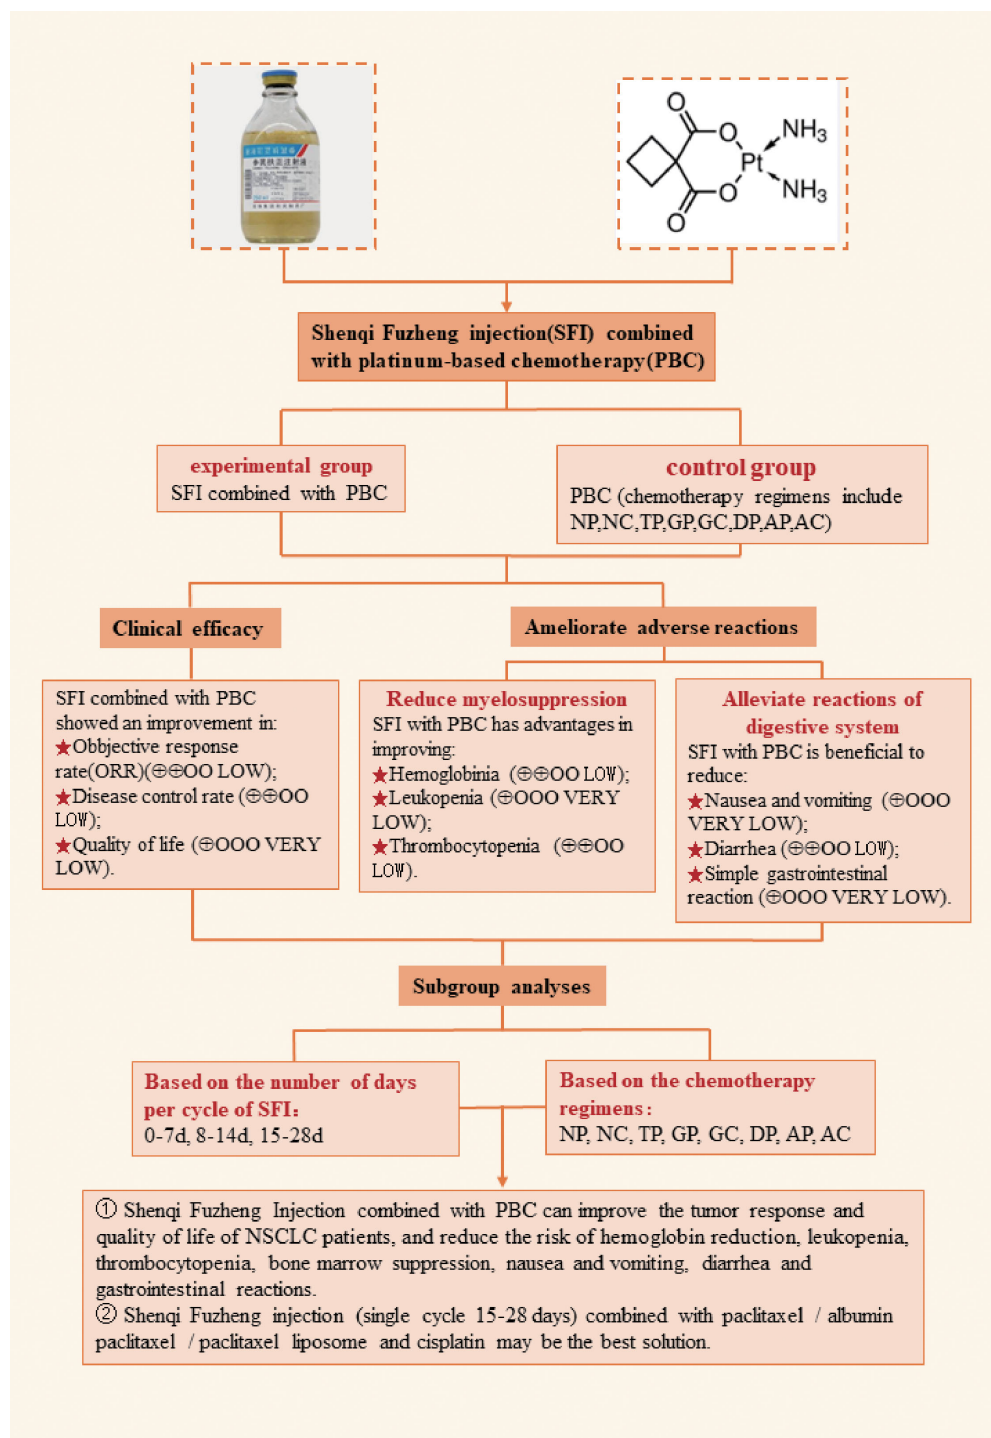 参芪扶正注射液
O
O
O
O
Pt
NH3
NH3
Shenqi Fuzheng injection(SFI) combined
with platinum-based chemotherapy(PBC)
experimental group
SFI combined with PBC
control group
PBC (chemotherapy regimens include
NP,NC,TP,GP,GC,DP,AP,AC)
Clinical efficacy
Ameliorate adverse reactions
SFI combined with PBC
showed an improvement in:
★Obbjective response
rate(ORR)(⊕⊕OO LOW);
★Disease control rate (⊕⊕OO
LOW);
★Quality of life (⊕OOO VERY
LOW).
Reduce myelosuppression
SFI with PBC has advantages in
improving:
★Hemoglobinia (⊕⊕OO LOW);
★Leukopenia (⊕OOO VERY
LOW);
★Thrombocytopenia (⊕⊕OO
LOW).
Alleviate reactions of
digestive system
SFI with PBC is beneficial to
reduce:
★Nausea and vomiting (⊕OOO
VERY LOW);
★Diarrhea (⊕⊕OO LOW);
★Simple gastrointestinal
reaction (⊕OOO VERY LOW).
Subgroup analyses
Based on the number of days
per cycle of SFI:
0-7d, 8-14d, 15-28d
Based on the chemotherapy
regimens:
NP, NC, TP, GP, GC, DP, AP, AC
① Shenqi Fuzheng Injection combined with PBC can improve the tumor response and
quality of life of NSCLC patients, and reduce the risk of hemoglobin reduction, leukopenia,
thrombocytopenia, bone marrow suppression, nausea and vomiting, diarrhea and
gastrointestinal reactions.
② Shenqi Fuzheng injection (single cycle 15-28 days) combined with paclitaxel / albumin
paclitaxel / paclitaxel liposome and cisplatin may be the best solution.